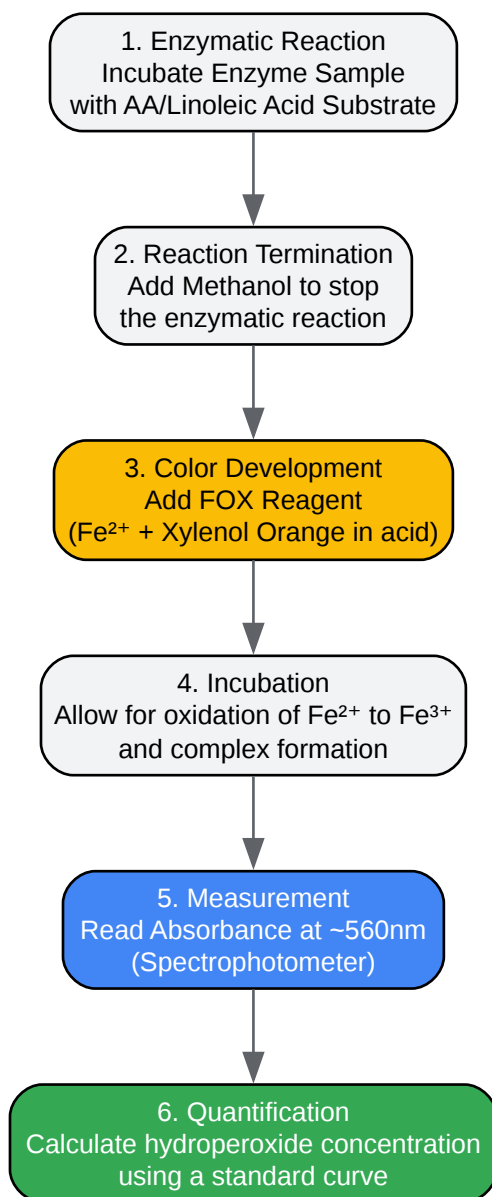 1. Enzymatic Reaction
Incubate Enzyme Sample
with AA/Linoleic Acid Substrate
2. Reaction Termination
Add Methanol to stop
the enzymatic reaction
3. Color Development
Add FOX Reagent
(Fe²⁺ + Xylenol Orange in acid)
4. Incubation
Allow for oxidation of Fe²⁺ to Fe³⁺
and complex formation
5. Measurement
Read Absorbance at ~560nm
(Spectrophotometer)
6. Quantification
Calculate hydroperoxide concentration
using a standard curve